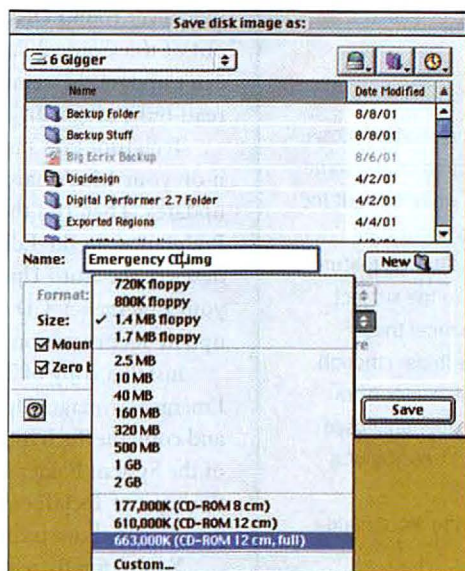 Save disk image as:
6 Gigger
Name Date Modified
Backup Folder 8/8/01
Backup Stuff 8/8/01
Big Ecrix Backup 8/6/01
Digidesign 4/2/01
Digital Performer 2.7 Folder 4/2/01
Exported Regions 4/4/01
Name: Emergency CD.img New
Format:
Size:
Mount
Zero b
720K floppy
800K floppy
✓ 1.4 MB floppy
1.7 MB floppy
2.5 MB
10 MB
40 MB
160 MB
320 MB
500 MB
1 GB
2 GB
177,000K (CD-ROM 8 cm)
610,000K (CD-ROM 12 cm)
663,000K (CD-ROM 12 cm, full)
Custom...
Save